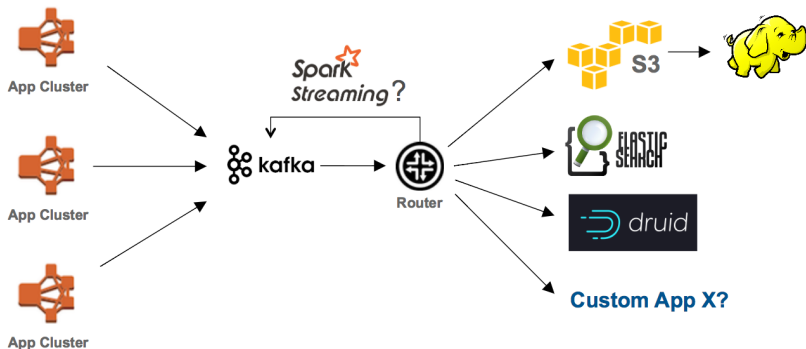 App Cluster
App Cluster
App Cluster
Spark
Streaming?
kafka
Router
S3
ELASTIC
SEARCH
druid
Custom App X?